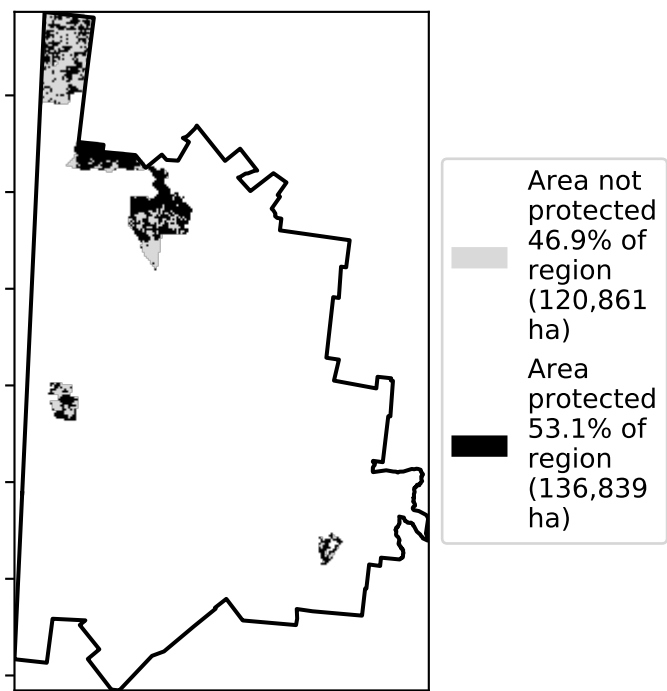 Area not
protected
46.9% of
region
(120,861
ha)
Area
protected
53.1% of
region
(136,839
ha)